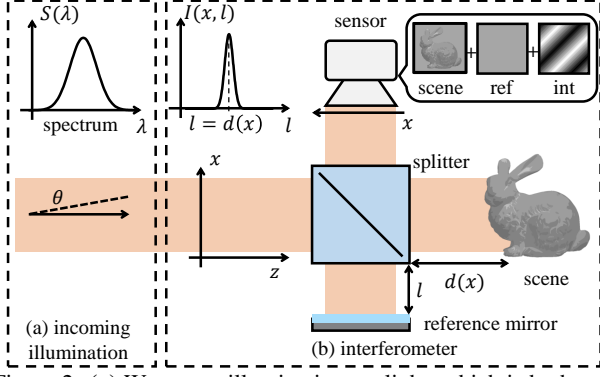 S(λ)
spectrum
λ
θ
(a) incoming
illumination
I(x, l)
l = d(x)
l
x
z
sensor
x
scene + ref + int
splitter
d(x)
scene
l
reference mirror
(b) interferometer